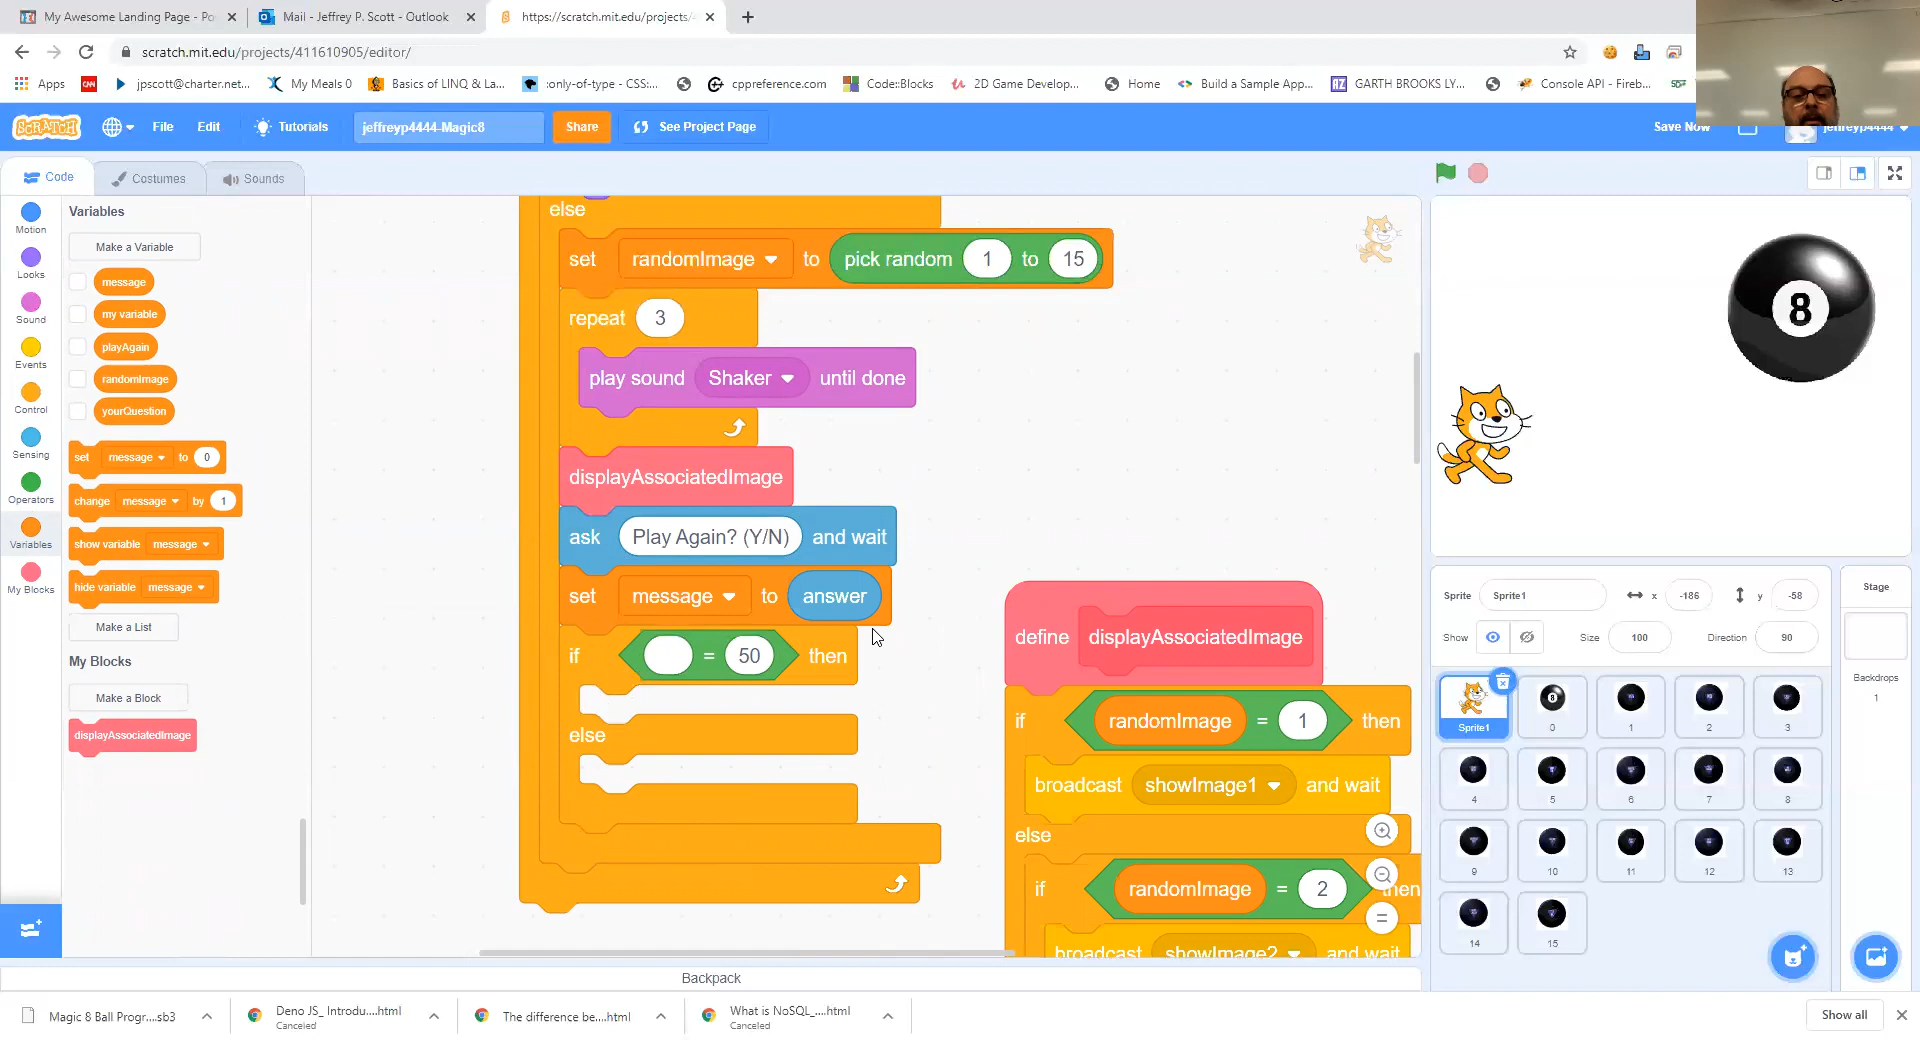 My Awesome Landing Page - Po
Mail - Jeffrey P. Scott - Outlook
https://scratch.mit.edu/projects/
scratch.mit.edu/projects/411610905/editor/
Apps
CNN
jpscott@charter.net...
My Meals 0
Basics of LINQ & La...
:only-of-type - CSS:...
cppreference.com
Code::Blocks
2D Game Develop...
Home
Build a Sample App...
GARTH BROOKS LY...
Console API - Fireb...
SCRATCH
File
Edit
Tutorials
jeffreyp4444-Magic8
Share
See Project Page
Save Now
jeffreyp4444
Code
Costumes
Sounds
Motion
Looks
Sound
Events
Control
Sensing
Operators
Variables
My Blocks
Variables
Make a Variable
message
my variable
playAgain
randomImage
yourQuestion
set message to 0
change message by 1
show variable message
hide variable message
Make a List
My Blocks
Make a Block
displayAssociatedImage
else
set randomImage to pick random 1 to 15
repeat 3
play sound Shaker until done
displayAssociatedImage
ask Play Again? (Y/N) and wait
set message to answer
if = 50 then
else
define displayAssociatedImage
if randomImage = 1 then
broadcast showImage1 and wait
else
if randomImage = 2 then
broadcast showImage2 and wait
8
Sprite Sprite1 x -186 y -58
Show Size 100 Direction 90
Stage
Backdrops
1
Sprite1
0
1
2
3
4
5
6
7
8
9
10
11
12
13
14
15
Backpack
Magic 8 Ball Progr....sb3
Deno JS_ Introdu....html
Canceled
The difference be....html
What is NoSQL_....html
Canceled
Show all